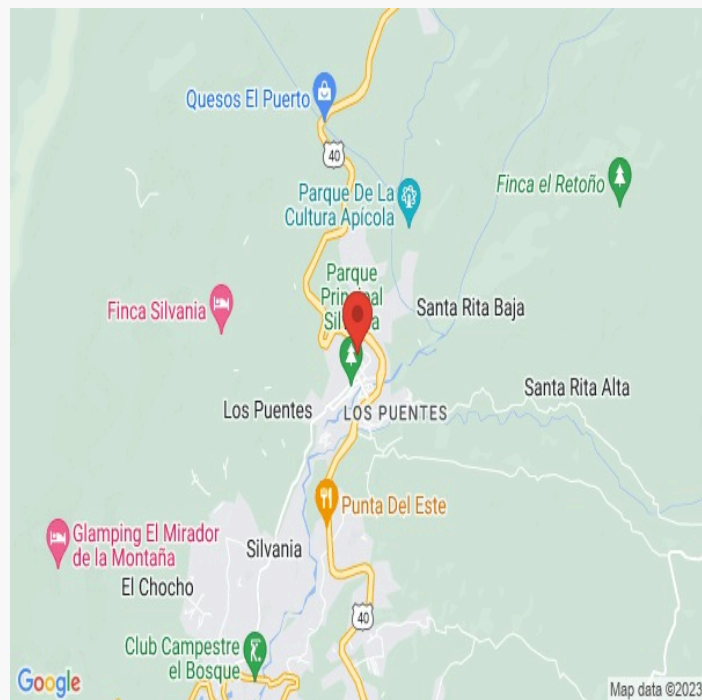 Quesos El Puerto
40
Parque De La
Cultura Apícola
Finca el Retoño
Parque
Principal
Finca Silvania
Santa Rita Baja
Santa Rita Alta
Los Puentes
LOS PUENTES
Punta Del Este
Glamping El Mirador
de la Montaña
Silvania
El Chocho
40
Club Campestre
el Bosque
Google
Map data ©2023